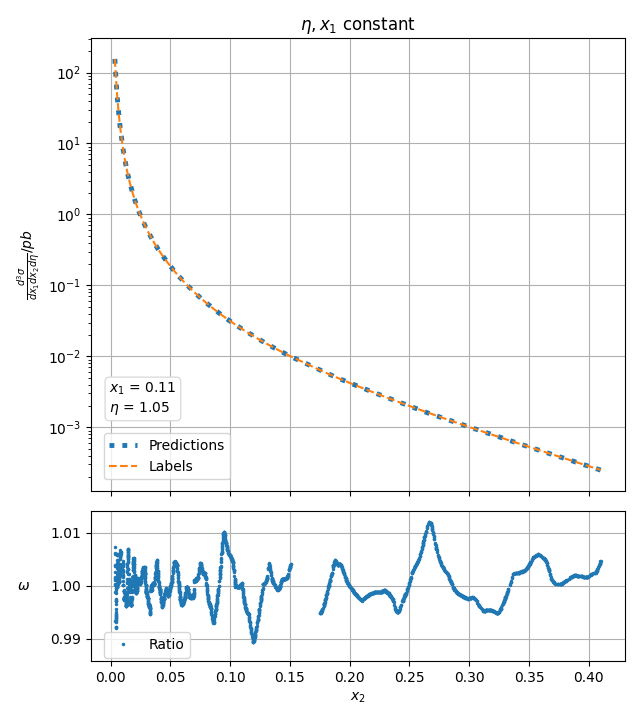 η, x₁ constant
d³σ/dx₁dx₂dη /pb
10²
10¹
10⁰
10⁻¹
10⁻²
10⁻³
x₁ = 0.11
η = 1.05
Predictions
Labels
ε
1.01
1.00
0.99
Ratio
0.00 0.05 0.10 0.15 0.20 0.25 0.30 0.35 0.40
x₂